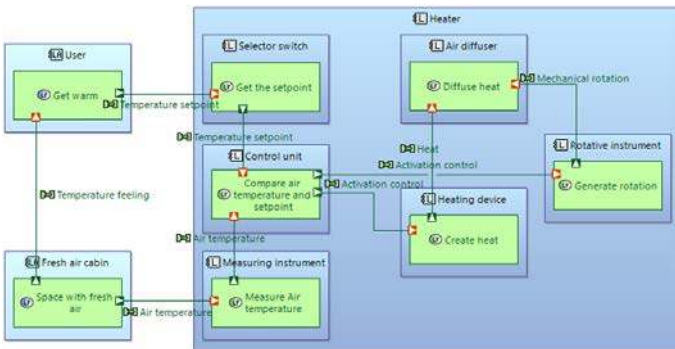 Heater
User
Selector switch
Air diffuser
Get warm
Get the setpoint
Diffuse heat
Mechanical rotation
Temperature setpoint
Temperature setpoint
Heat
Control unit
Activation control
Rotative instrument
Compare air
temperature and
setpoint
Activation control
Generate rotation
Temperature feeling
Heating device
Air temperature
Create heat
Fresh air cabin
Measuring instrument
Space with fresh
air
Measure Air
temperature
Air temperature